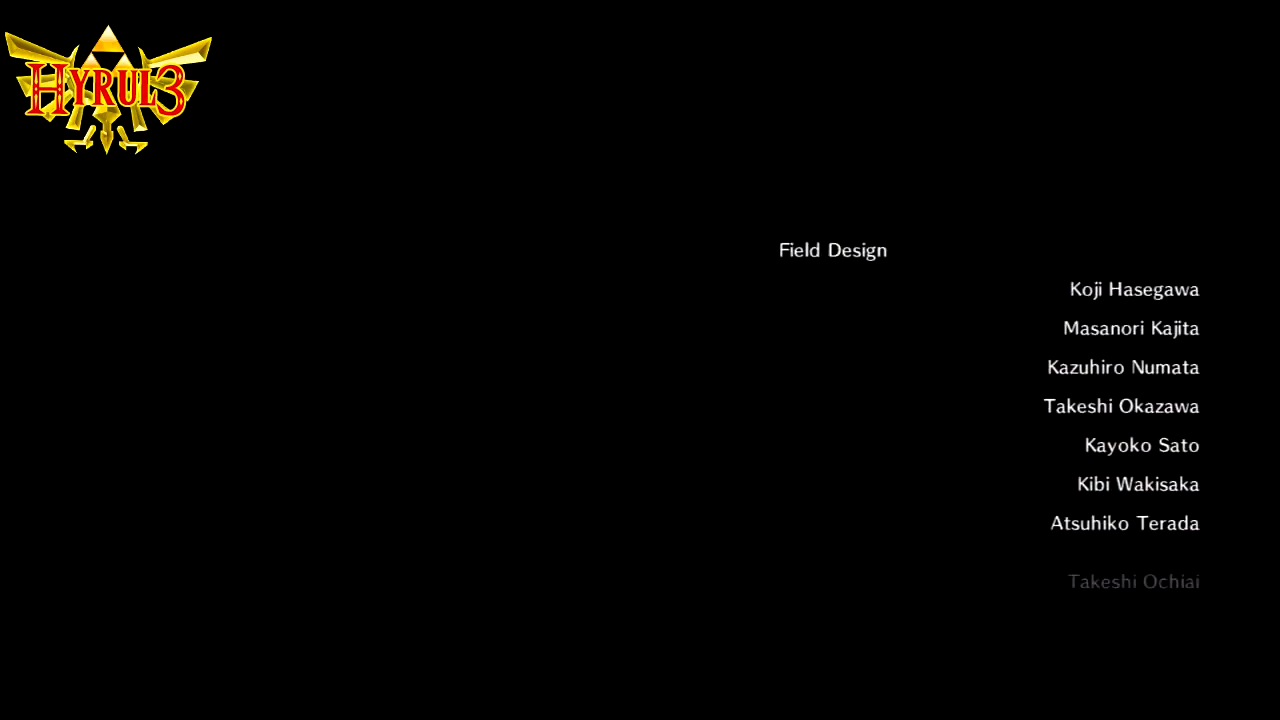 HYRUL3
Field Design
Koji Hasegawa
Masanori Kajita
Kazuhiro Numata
Takeshi Okazawa
Kayoko Sato
Kibi Wakisaka
Atsuhiko Terada
Takeshi Ochiai